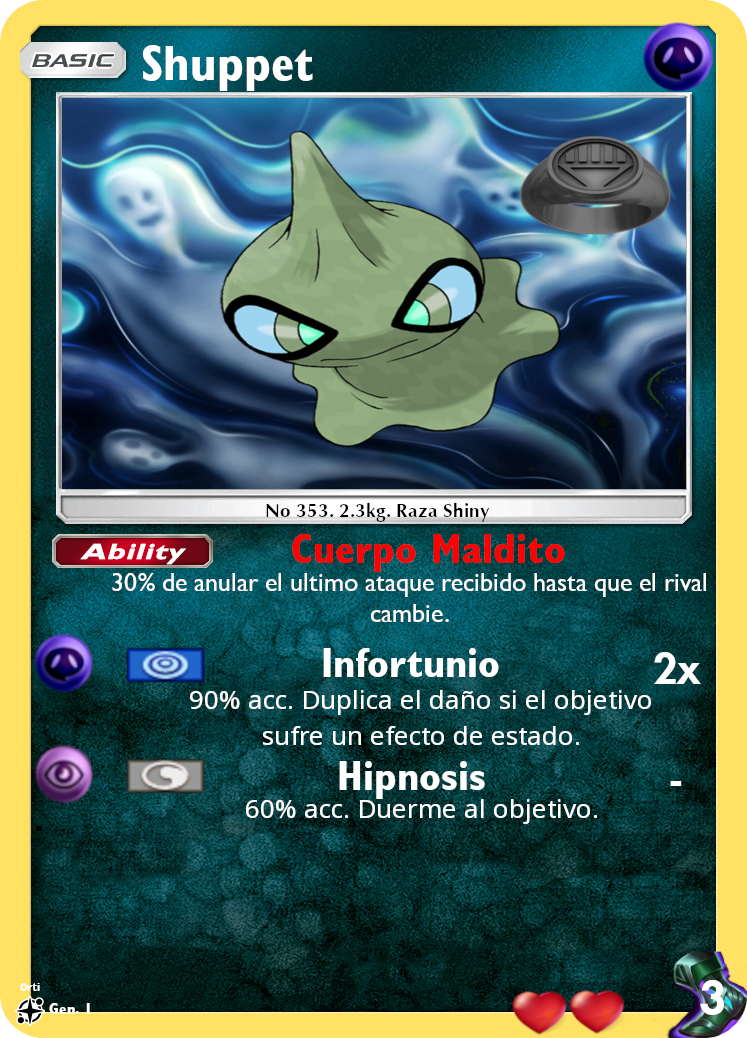 BASIC Shuppet
No 353. 2.3kg. Raza Shiny
Ability Cuerpo Maldito
30% de anular el ultimo ataque recibido hasta que el rival
cambie.
Infortunio 2x
90% acc. Duplica el daño si el objetivo
sufre un efecto de estado.
Hipnosis -
60% acc. Duerme al objetivo.
Orti
Gen. I
3